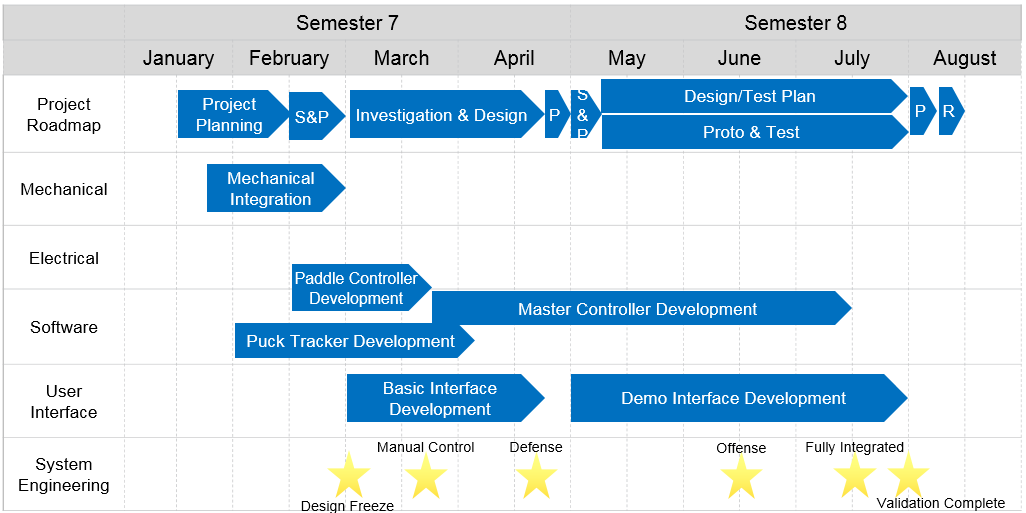 Semester 7
Semester 8
January
February
March
April
May
June
July
August
Project
Roadmap
Project
Planning
S&P
Investigation & Design
P
S
&
P
Design/Test Plan
Proto & Test
P
R
Mechanical
Mechanical
Integration
Electrical
Paddle Controller
Development
Software
Master Controller Development
Puck Tracker Development
User
Interface
Basic Interface
Development
Demo Interface Development
System
Engineering
Manual Control
Defense
Offense
Fully Integrated
Design Freeze
Validation Complete